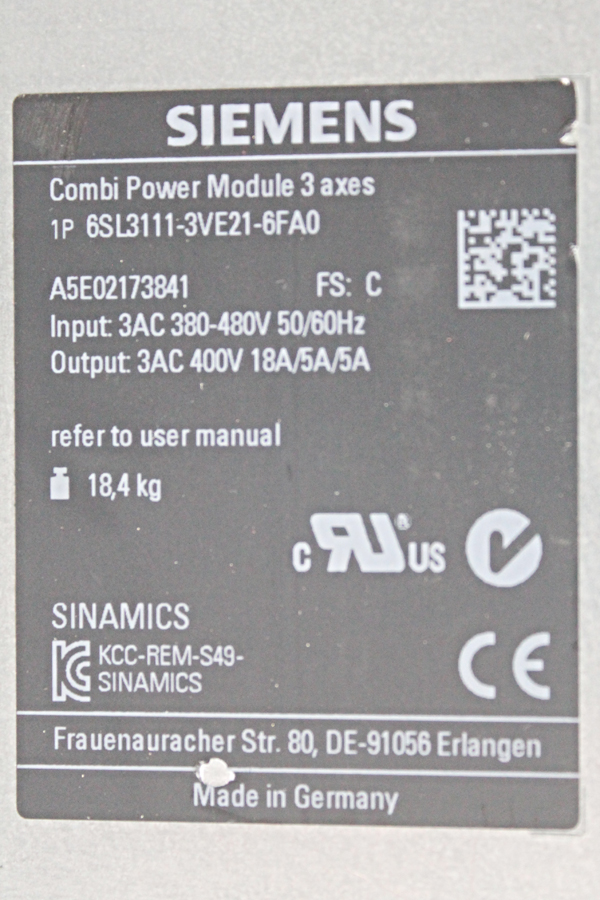 SIEMENS
Combi Power Module 3 axes
1P 6SL3111-3VE21-6FA0
A5E02173841 FS: C
Input: 3AC 380-480V 50/60Hz
Output: 3AC 400V 18A/5A/5A
refer to user manual
18,4 kg
c RU® US
SINAMICS
KCC-REM-S49-
SINAMICS
CE
Frauenauracher Str. 80, DE-91056 Erlangen
Made in Germany